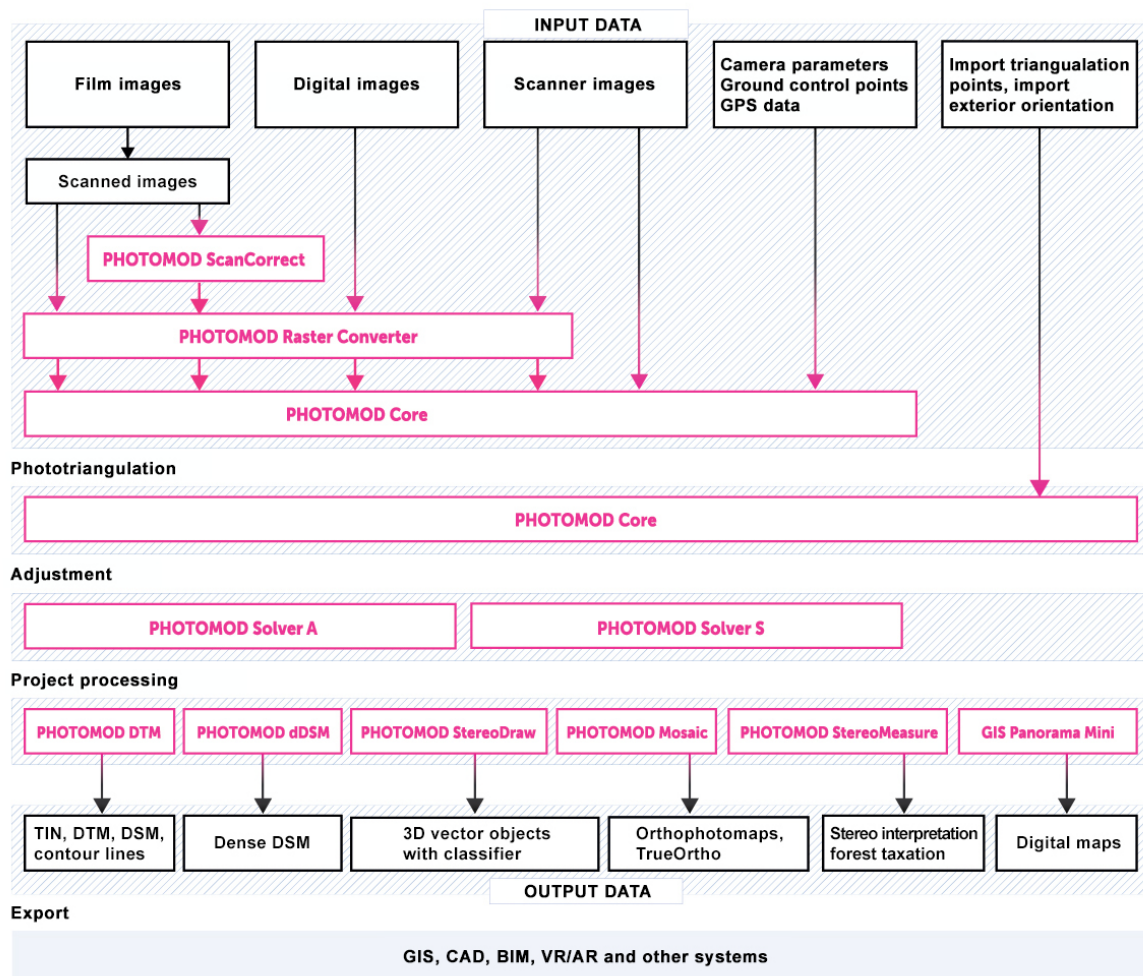 INPUT DATA
Film images
Digital images
Scanner images
Camera parameters
Ground control points
GPS data
Import triangualation
points, import
exterior orientation
Scanned images
PHOTOMOD ScanCorrect
PHOTOMOD Raster Converter
PHOTOMOD Core
Phototriangulation
PHOTOMOD Core
Adjustment
PHOTOMOD Solver A
PHOTOMOD Solver S
Project processing
PHOTOMOD DTM
PHOTOMOD dDSM
PHOTOMOD StereoDraw
PHOTOMOD Mosaic
PHOTOMOD StereoMeasure
GIS Panorama Mini
TIN, DTM, DSM,
contour lines
Dense DSM
3D vector objects
with classifier
Orthophotomaps,
TrueOrtho
Stereo interpretation
forest taxation
Digital maps
OUTPUT DATA
Export
GIS, CAD, BIM, VR/AR and other systems